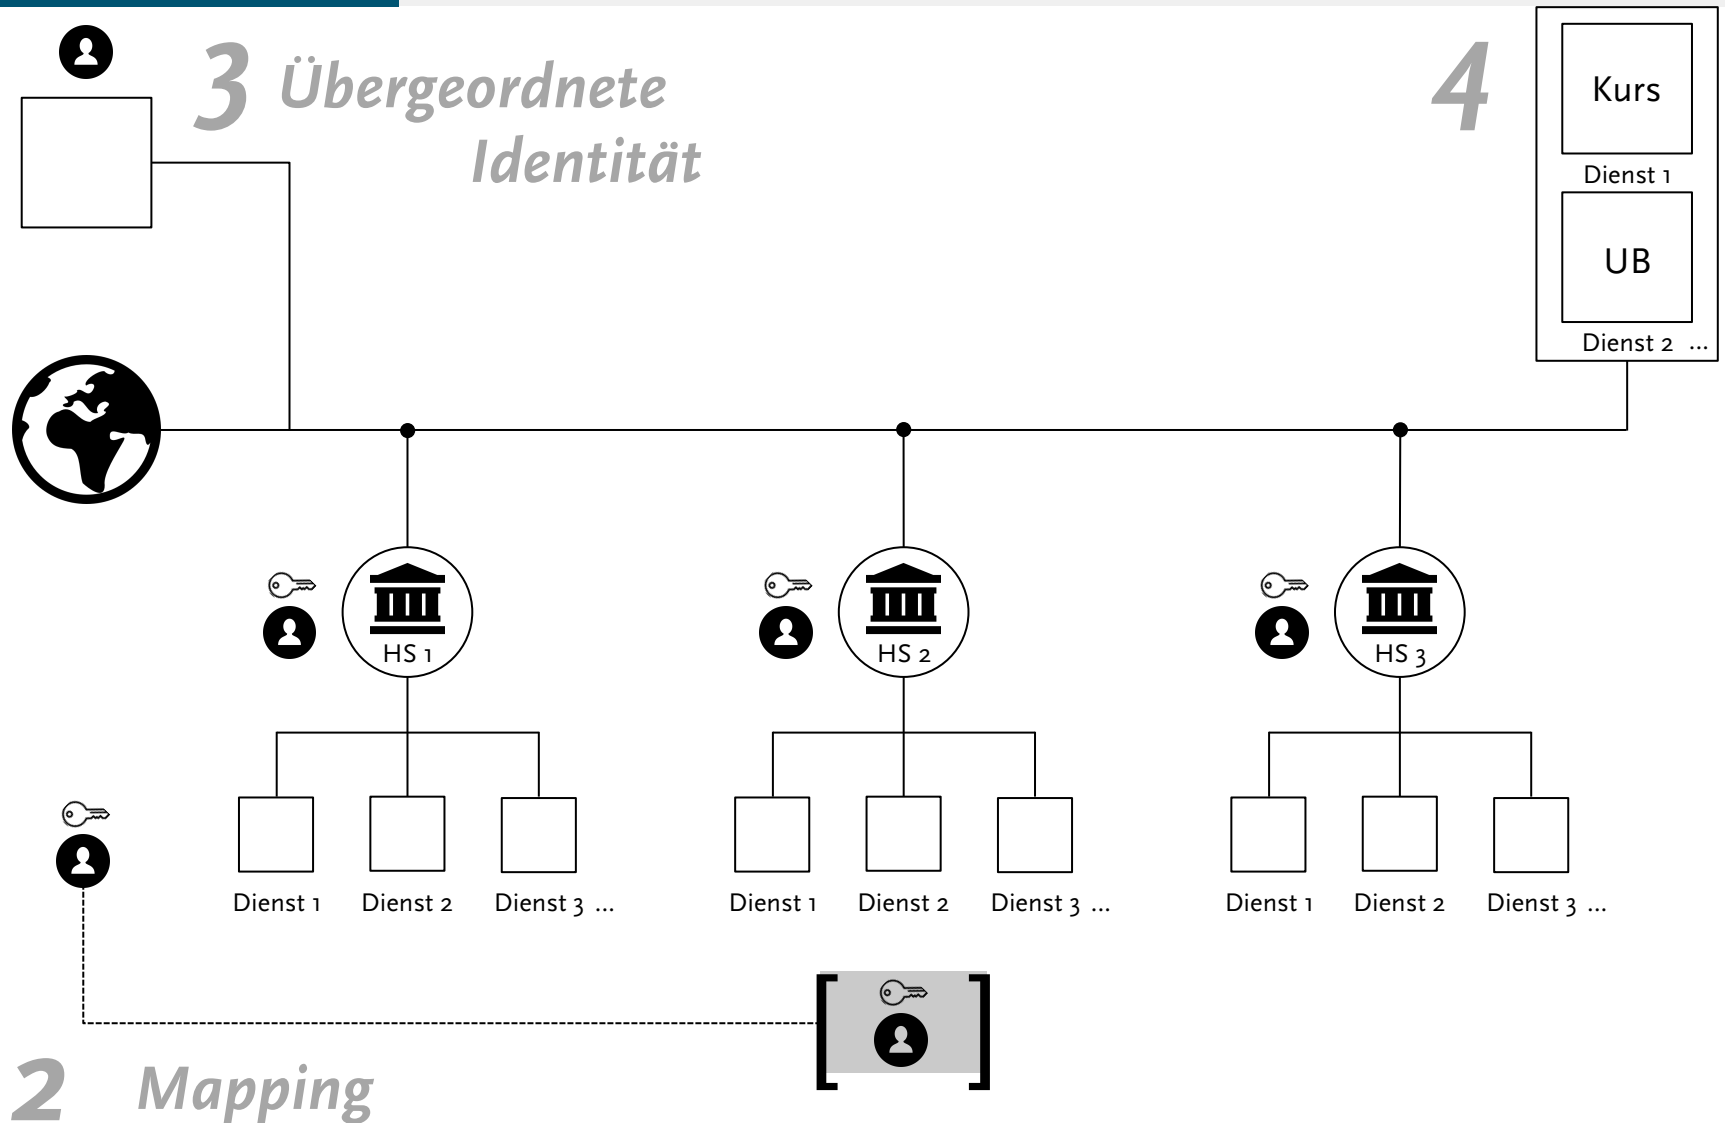 3 Übergeordnete
Identität
4
Kurs
Dienst 1
UB
Dienst 2 ...
HS 1
HS 2
HS 3
Dienst 1 Dienst 2 Dienst 3 ...
Dienst 1 Dienst 2 Dienst 3 ...
Dienst 1 Dienst 2 Dienst 3 ...
[ ]
2 Mapping